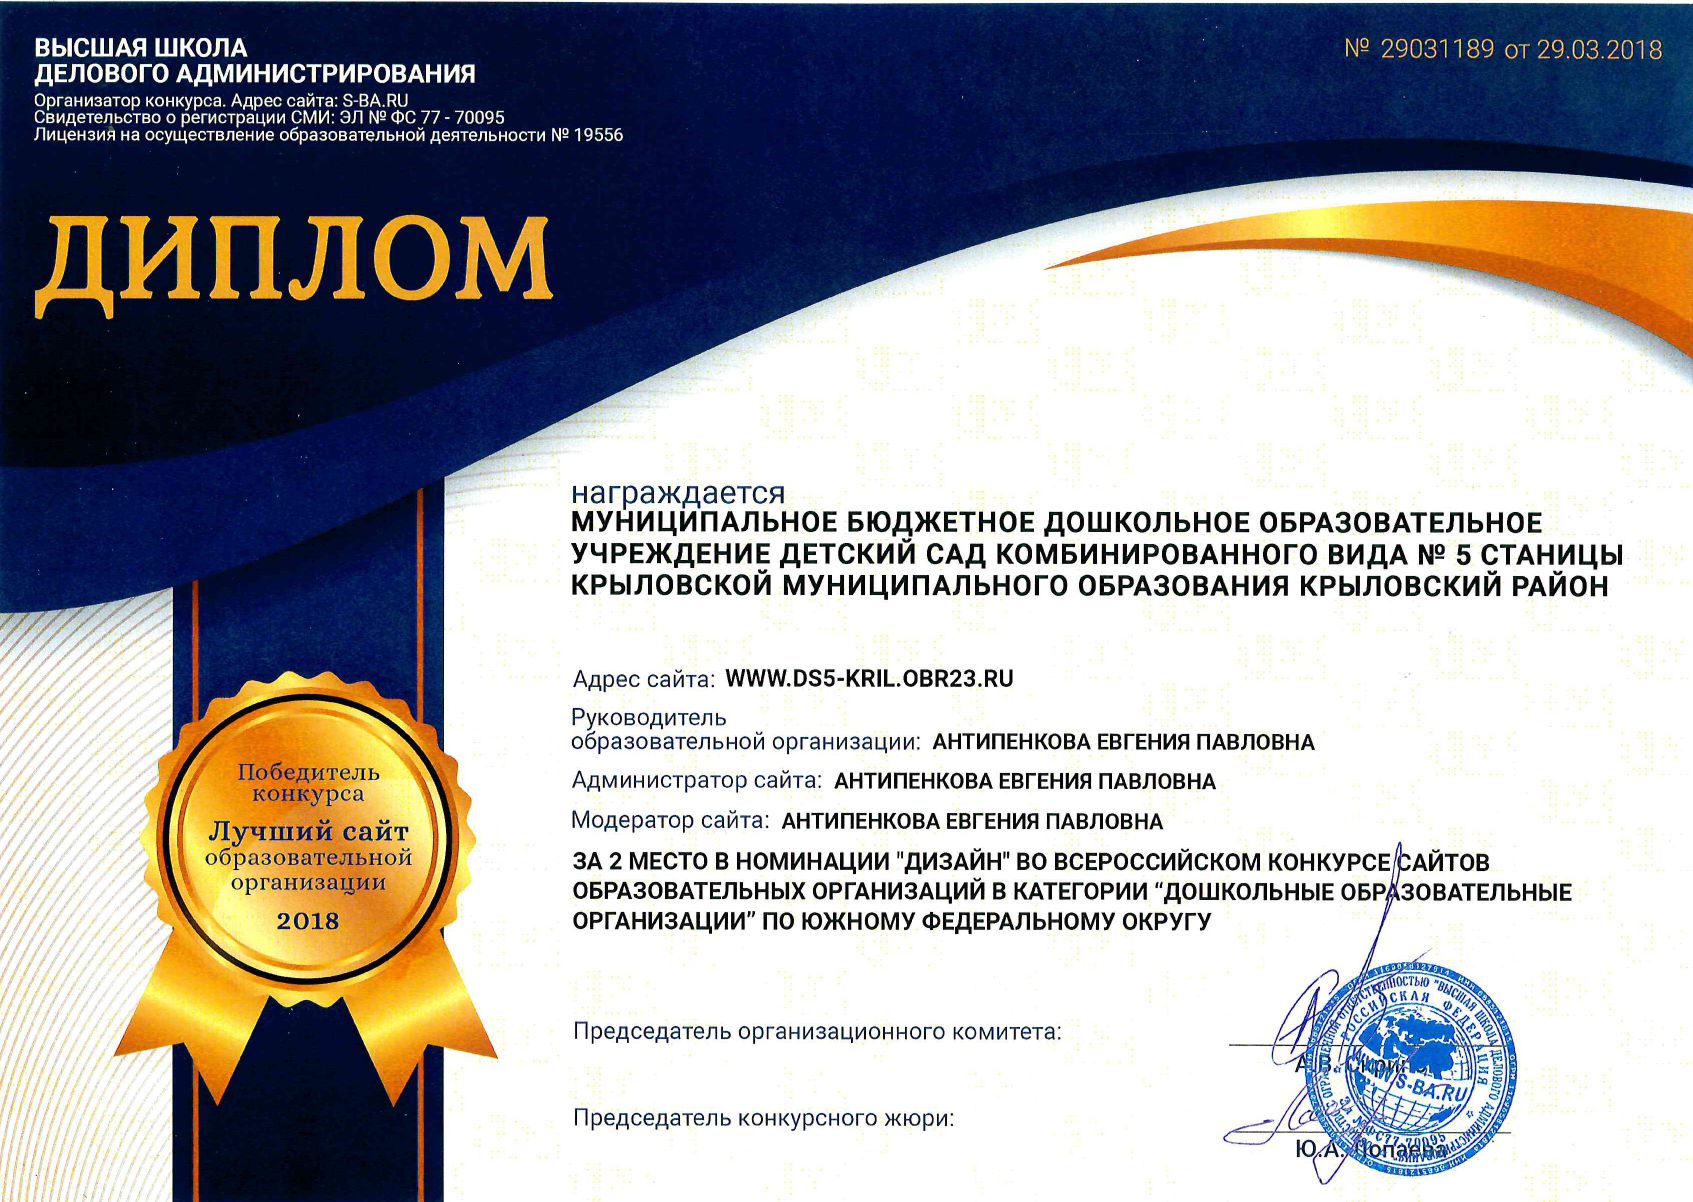 ВЫСШАЯ ШКОЛА
ДЕЛОВОГО АДМИНИСТРИРОВАНИЯ
Организатор конкурса. Адрес сайта: S-BA.RU
Свидетельство о регистрации СМИ: ЭЛ № ФС 77 - 70095
Лицензия на осуществление образовательной деятельности № 19556
№ 29031189 от 29.03.2018
ДИПЛОМ
награждается
МУНИЦИПАЛЬНОЕ БЮДЖЕТНОЕ ДОШКОЛЬНОЕ ОБРАЗОВАТЕЛЬНОЕ
УЧРЕЖДЕНИЕ ДЕТСКИЙ САД КОМБИНИРОВАННОГО ВИДА № 5 СТАНИЦЫ
КРЫЛОВСКОЙ МУНИЦИПАЛЬНОГО ОБРАЗОВАНИЯ КРЫЛОВСКИЙ РАЙОН
Адрес сайта: WWW.DS5-KRIL.OBR23.RU
Руководитель
образовательной организации: АНТИПЕНКОВА ЕВГЕНИЯ ПАВЛОВНА
Администратор сайта: АНТИПЕНКОВА ЕВГЕНИЯ ПАВЛОВНА
Модератор сайта: АНТИПЕНКОВА ЕВГЕНИЯ ПАВЛОВНА
ЗА 2 МЕСТО В НОМИНАЦИИ "ДИЗАЙН" ВО ВСЕРОССИЙСКОМ КОНКУРСЕ САЙТОВ
ОБРАЗОВАТЕЛЬНЫХ ОРГАНИЗАЦИЙ В КАТЕГОРИИ “ДОШКОЛЬНЫЕ ОБРАЗОВАТЕЛЬНЫЕ
ОРГАНИЗАЦИИ” ПО ЮЖНОМУ ФЕДЕРАЛЬНОМУ ОКРУГУ
Победитель
конкурса
Лучший сайт
образовательной
организации
2018
Председатель организационного комитета:
А.В.
Председатель конкурсного жюри:
Ю.А. Лопаева
РОССИЙСКАЯ ФЕДЕРАЦИЯ
WWW.S-BA.RU